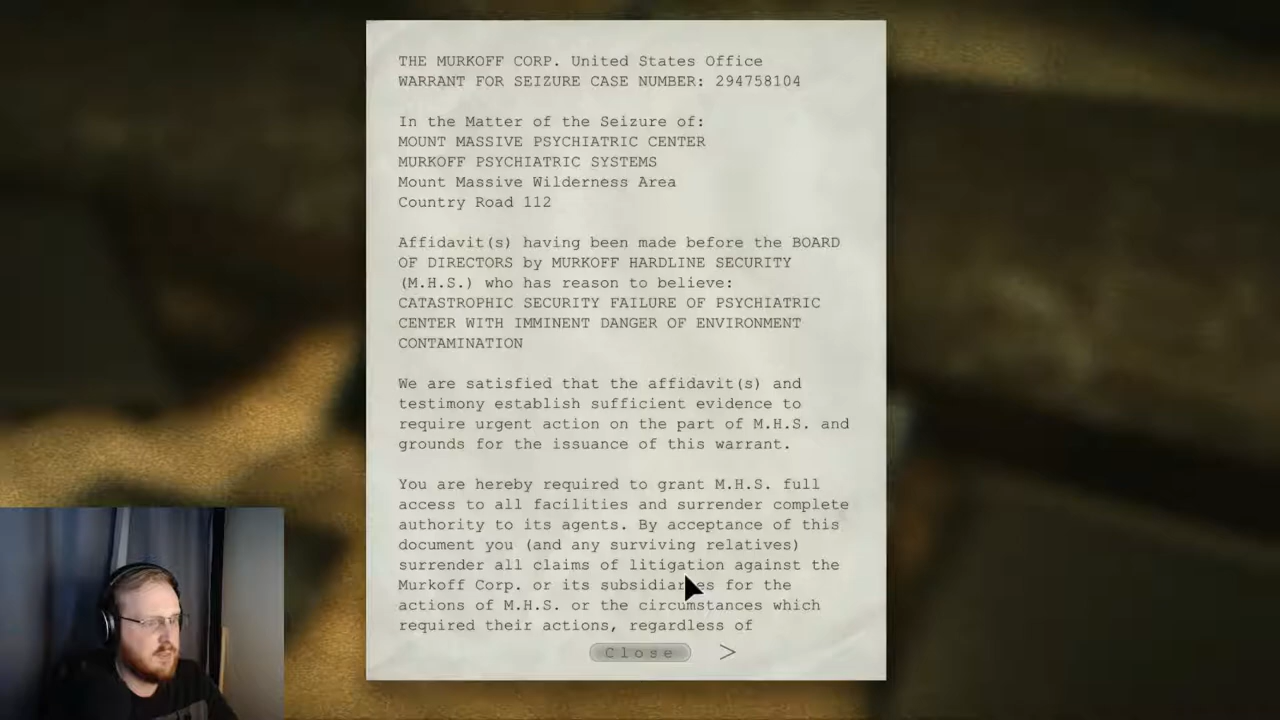 THE MURKOFF CORP. United States Office
WARRANT FOR SEIZURE CASE NUMBER: 294758104
In the Matter of the Seizure of:
MOUNT MASSIVE PSYCHIATRIC CENTER
MURKOFF PSYCHIATRIC SYSTEMS
Mount Massive Wilderness Area
Country Road 112
Affidavit(s) having been made before the BOARD
OF DIRECTORS by MURKOFF HARDLINE SECURITY
(M.H.S.) who has reason to believe:
CATASTROPHIC SECURITY FAILURE OF PSYCHIATRIC
CENTER WITH IMMINENT DANGER OF ENVIRONMENT
CONTAMINATION
We are satisfied that the affidavit(s) and
testimony establish sufficient evidence to
require urgent action on the part of M.H.S. and
grounds for the issuance of this warrant.
You are hereby required to grant M.H.S. full
access to all facilities and surrender complete
authority to its agents. By acceptance of this
document you (and any surviving relatives)
surrender all claims of litigation against the
Murkoff Corp. or its subsidiaries for the
actions of M.H.S. or the circumstances which
required their actions, regardless of
Close >